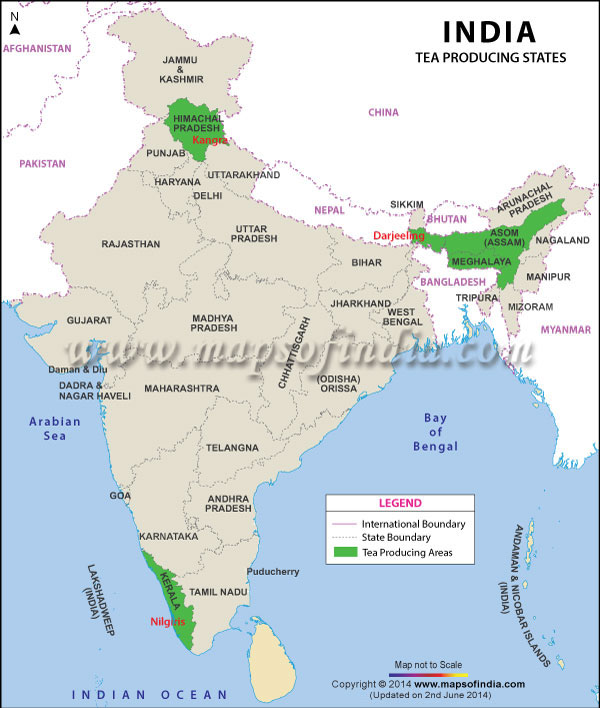 N
INDIA
TEA PRODUCING STATES
AFGHANISTAN
JAMMU
&
KASHMIR
CHINA
HIMACHAL
PRADESH
Kangra
PAKISTAN
PUNJAB
UTTARAKHAND
HARYANA
DELHI
NEPAL
SIKKIM
BHUTAN
ARUNACHAL
PRADESH
Darjeeling
ASOM
(ASSAM)
NAGALAND
RAJASTHAN
UTTAR
PRADESH
BIHAR
MEGHALAYA
MANIPUR
BANGLADESH
TRIPURA
MIZORAM
MYANMAR
GUJARAT
MADHYA
PRADESH
JHARKHAND
WEST
BENGAL
CHHATTISGARH
www.mapsofindia.com
Daman & Diu
DADRA &
NAGAR HAVELI
MAHARASHTRA
(ODISHA)
ORISSA
Arabian
Sea
Bay
of
Bengal
TELANGNA
GOA
ANDHRA
PRADESH
KARNATAKA
LEGEND
International Boundary
State Boundary
Tea Producing Areas
Puducherry
LAKSHADWEEP
(INDIA)
KERALA
TAMIL NADU
Nilgiris
ANDAMAN & NICOBAR ISLANDS
(INDIA)
INDIAN OCEAN
Map not to Scale
Copyright © 2014 www.mapsofindia.com
(Updated on 2nd June 2014)